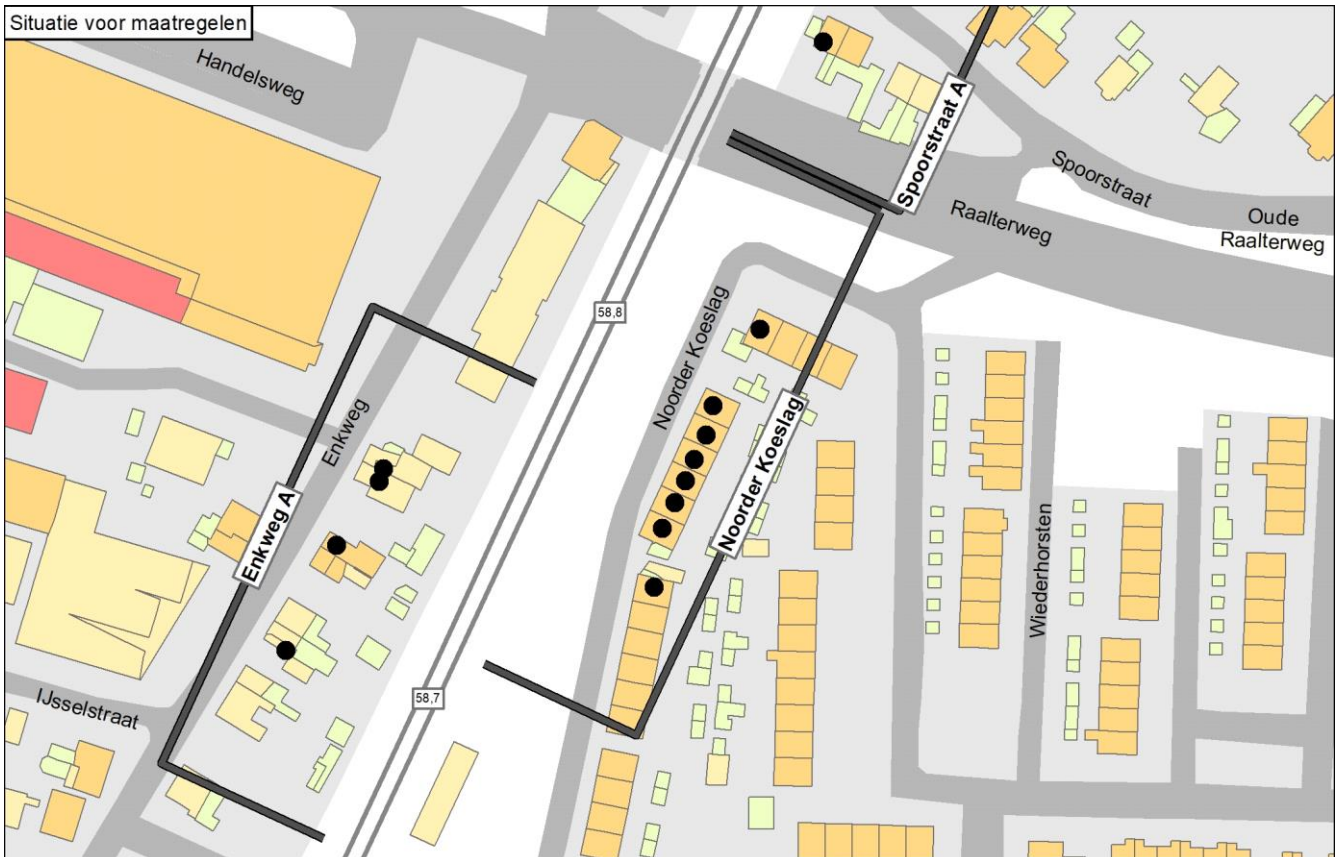 Situatie voor maatregelen
Handelsweg
Spoorstraat A
Spoorstraat
Oude
Raalterweg
Raalterweg
58,8
Noorder Koeslag
Noorder Koeslag
Enkweg
Enkweg A
Wiederhorsten
IJsselstraat
58,7